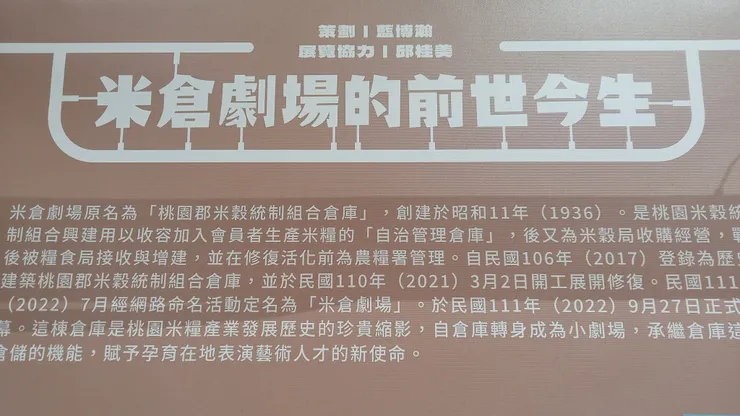 策劃｜藍博瀚
展覽協力｜邱桂美
米倉劇場的前世今生
米倉劇場原名為「桃園郡米穀統制組合倉庫」，創建於昭和11年（1936）。是桃園米穀統
制組合興建用以收容加入會員者生產米糧的「自治管理倉庫」，後又為米穀局收購經營，戰
後被糧食局接收與增建，並在修復活化前為農糧署管理。自民國106年（2017）登錄為歷史
建築桃園郡米穀統制組合倉庫，並於民國110年（2021）3月2日開工展開修復。民國111
（2022）7月經網路命名活動定名為「米倉劇場」。於民國111年（2022）9月27日正式
幕。這棟倉庫是桃園米糧產業發展歷史的珍貴縮影，自倉庫轉身成為小劇場，承繼倉庫這
倉儲的機能，賦予孕育在地表演藝術人才的新使命。